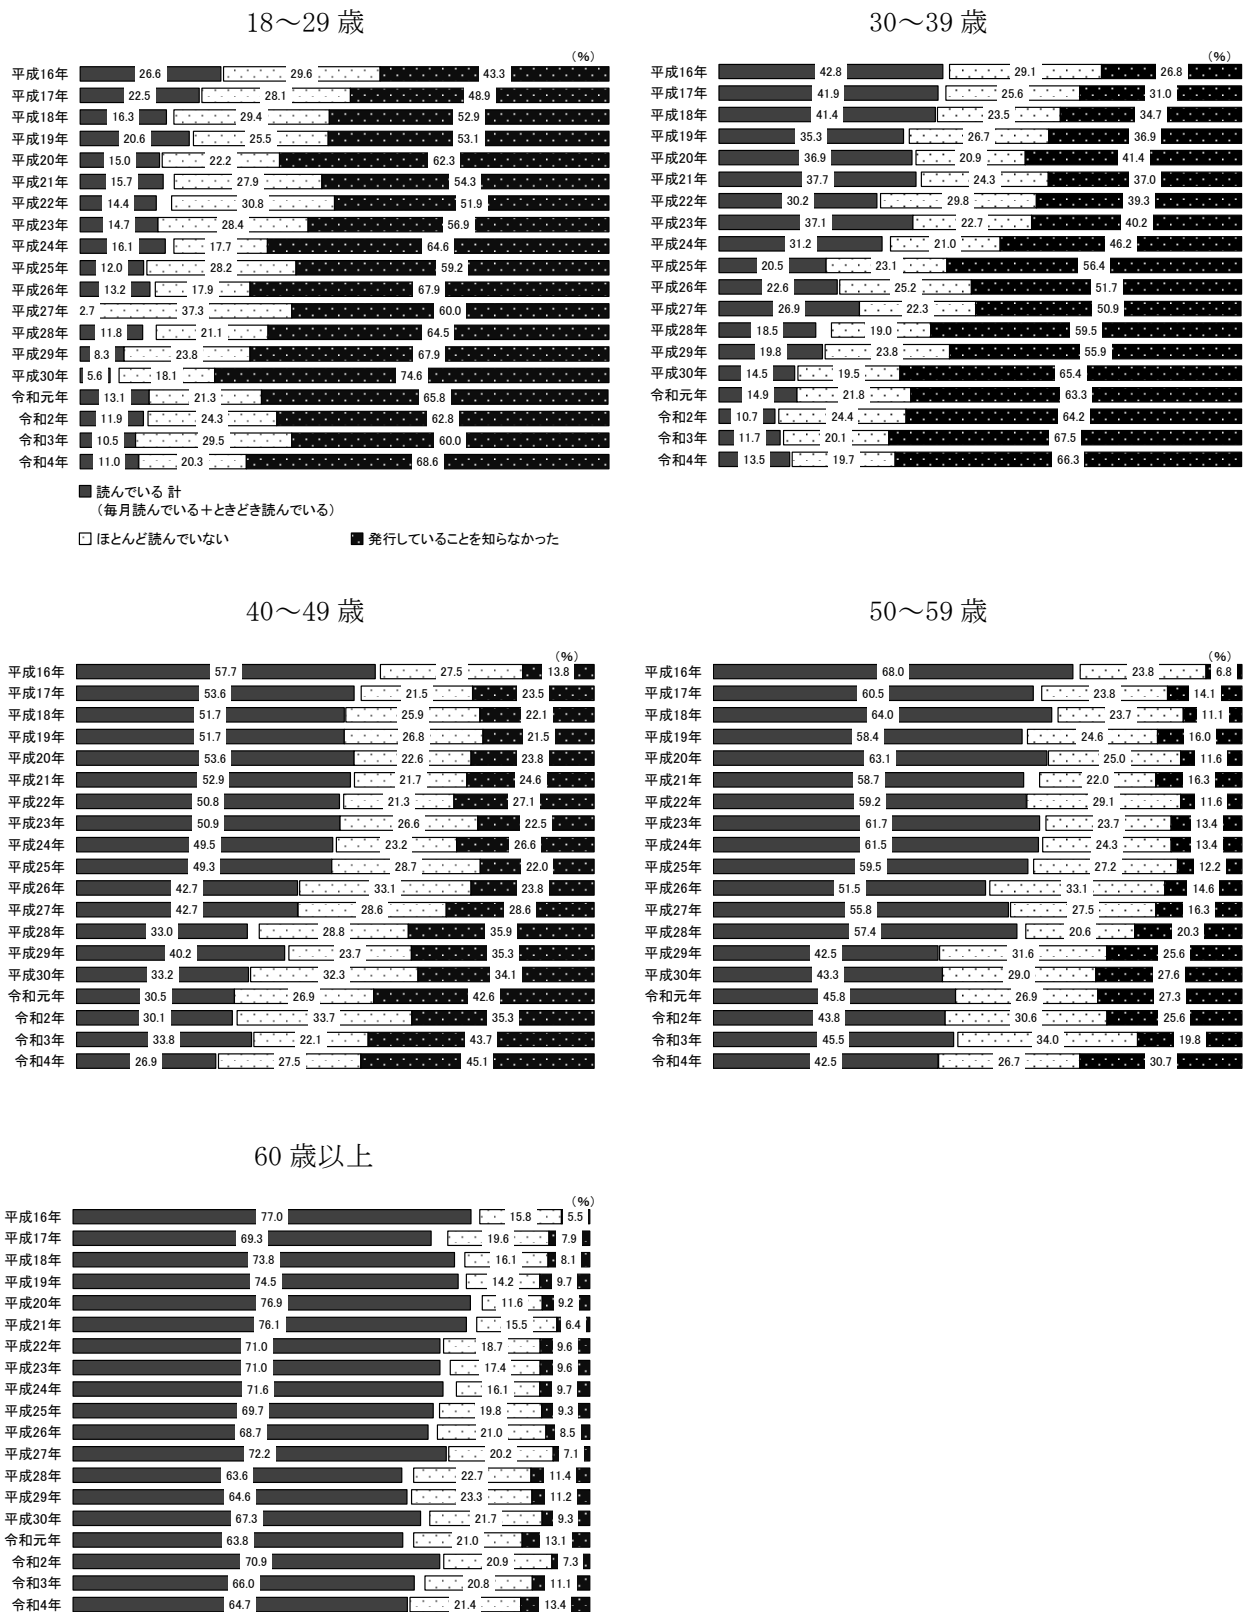 18～29 歳
(%)
平成16年 26.6 29.6 43.3
平成17年 22.5 28.1 48.9
平成18年 16.3 29.4 52.9
平成19年 20.6 25.5 53.1
平成20年 15.0 22.2 62.3
平成21年 15.7 27.9 54.3
平成22年 14.4 30.8 51.9
平成23年 14.7 28.4 56.9
平成24年 16.1 17.7 64.6
平成25年 12.0 28.2 59.2
平成26年 13.2 17.9 67.9
平成27年 2.7 37.3 60.0
平成28年 11.8 21.1 64.5
平成29年 8.3 23.8 67.9
平成30年 5.6 18.1 74.6
令和元年 13.1 21.3 65.8
令和2年 11.9 24.3 62.8
令和3年 10.5 29.5 60.0
令和4年 11.0 20.3 68.6
読んでいる 計
（毎月読んでいる＋ときどき読んでいる）
ほとんど読んでいない 発行していることを知らなかった
30～39 歳
(%)
平成16年 42.8 29.1 26.8
平成17年 41.9 25.6 31.0
平成18年 41.4 23.5 34.7
平成19年 35.3 26.7 36.9
平成20年 36.9 20.9 41.4
平成21年 37.7 24.3 37.0
平成22年 30.2 29.8 39.3
平成23年 37.1 22.7 40.2
平成24年 31.2 21.0 46.2
平成25年 20.5 23.1 56.4
平成26年 22.6 25.2 51.7
平成27年 26.9 22.3 50.9
平成28年 18.5 19.0 59.5
平成29年 19.8 23.8 55.9
平成30年 14.5 19.5 65.4
令和元年 14.9 21.8 63.3
令和2年 10.7 24.4 64.2
令和3年 11.7 20.1 67.5
令和4年 13.5 19.7 66.3
40～49 歳
(%)
平成16年 57.7 27.5 13.8
平成17年 53.6 21.5 23.5
平成18年 51.7 25.9 22.1
平成19年 51.7 26.8 21.5
平成20年 53.6 22.6 23.8
平成21年 52.9 21.7 24.6
平成22年 50.8 21.3 27.1
平成23年 50.9 26.6 22.5
平成24年 49.5 23.2 26.6
平成25年 49.3 28.7 22.0
平成26年 42.7 33.1 23.8
平成27年 42.7 28.6 28.6
平成28年 33.0 28.8 35.9
平成29年 40.2 23.7 35.3
平成30年 33.2 32.3 34.1
令和元年 30.5 26.9 42.6
令和2年 30.1 33.7 35.3
令和3年 33.8 22.1 43.7
令和4年 26.9 27.5 45.1
50～59 歳
(%)
平成16年 68.0 23.8 6.8
平成17年 60.5 23.8 14.1
平成18年 64.0 23.7 11.1
平成19年 58.4 24.6 16.0
平成20年 63.1 25.0 11.6
平成21年 58.7 22.0 16.3
平成22年 59.2 29.1 11.6
平成23年 61.7 23.7 13.4
平成24年 61.5 24.3 13.4
平成25年 59.5 27.2 12.2
平成26年 51.5 33.1 14.6
平成27年 55.8 27.5 16.3
平成28年 57.4 20.6 20.3
平成29年 42.5 31.6 25.6
平成30年 43.3 29.0 27.6
令和元年 45.8 26.9 27.3
令和2年 43.8 30.6 25.6
令和3年 45.5 34.0 19.8
令和4年 42.5 26.7 30.7
60 歳以上
(%)
平成16年 77.0 15.8 5.5
平成17年 69.3 19.6 7.9
平成18年 73.8 16.1 8.1
平成19年 74.5 14.2 9.7
平成20年 76.9 11.6 9.2
平成21年 76.1 15.5 6.4
平成22年 71.0 18.7 9.6
平成23年 71.0 17.4 9.6
平成24年 71.6 16.1 9.7
平成25年 69.7 19.8 9.3
平成26年 68.7 21.0 8.5
平成27年 72.2 20.2 7.1
平成28年 63.6 22.7 11.4
平成29年 64.6 23.3 11.2
平成30年 67.3 21.7 9.3
令和元年 63.8 21.0 13.1
令和2年 70.9 20.9 7.3
令和3年 66.0 20.8 11.1
令和4年 64.7 21.4 13.4